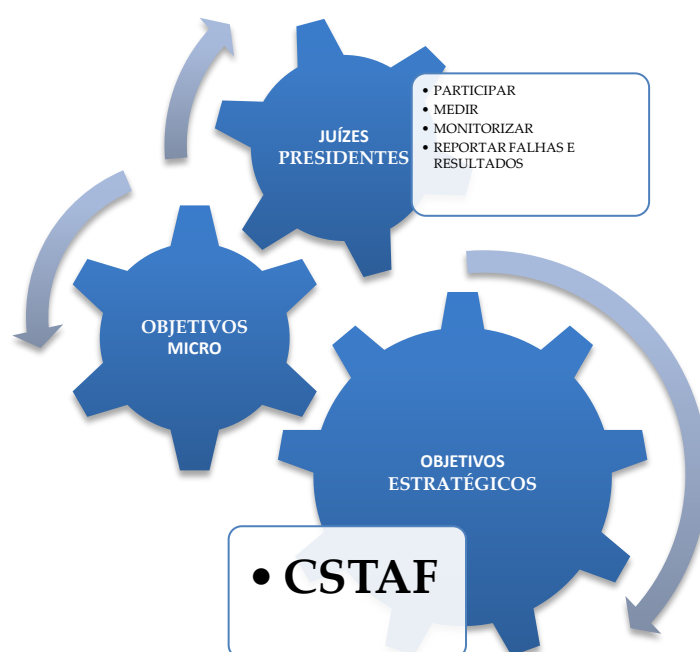 JUÍZES
PRESIDENTES
• PARTICIPAR
• MEDIR
• MONITORIZAR
• REPORTAR FALHAS E
RESULTADOS
OBJETIVOS
MICRO
OBJETIVOS
ESTRATÉGICOS
• CSTAF